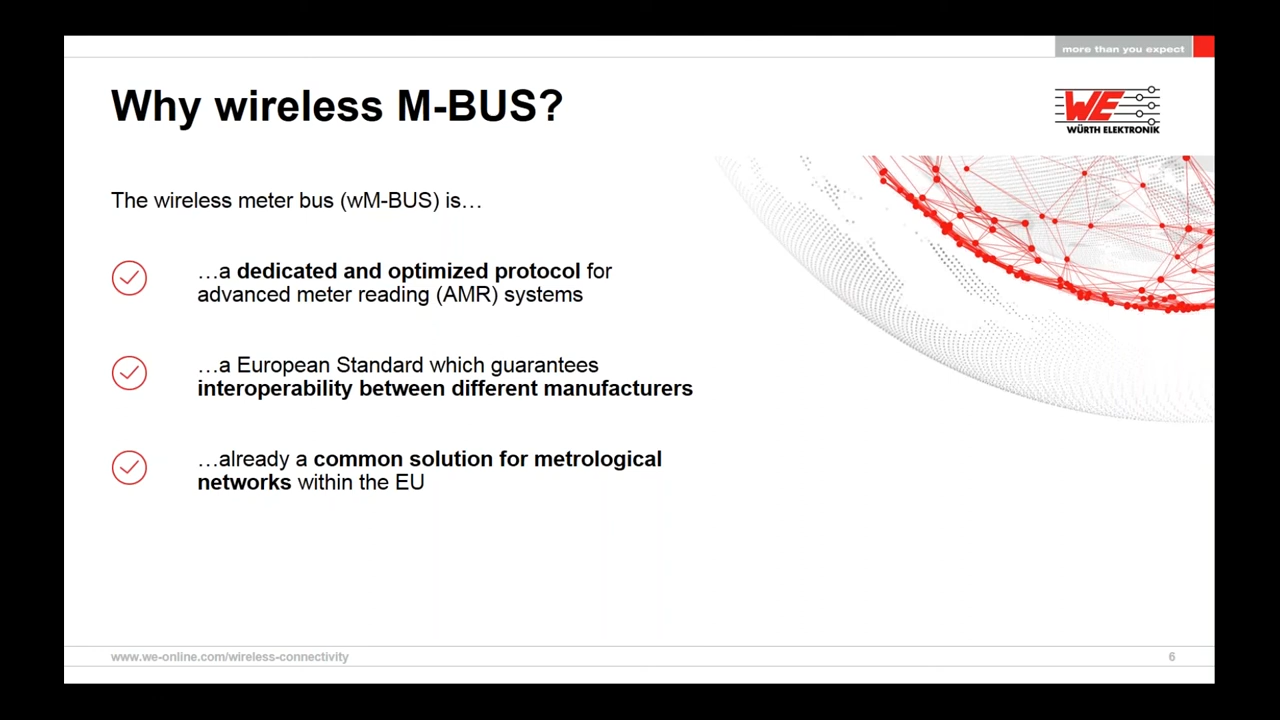 more than you expect
Why wireless M-BUS?
WE
WÜRTH ELEKTRONIK
The wireless meter bus (wM-BUS) is…
…a dedicated and optimized protocol for
advanced meter reading (AMR) systems
…a European Standard which guarantees
interoperability between different manufacturers
…already a common solution for metrological
networks within the EU
www.we-online.com/wireless-connectivity
6